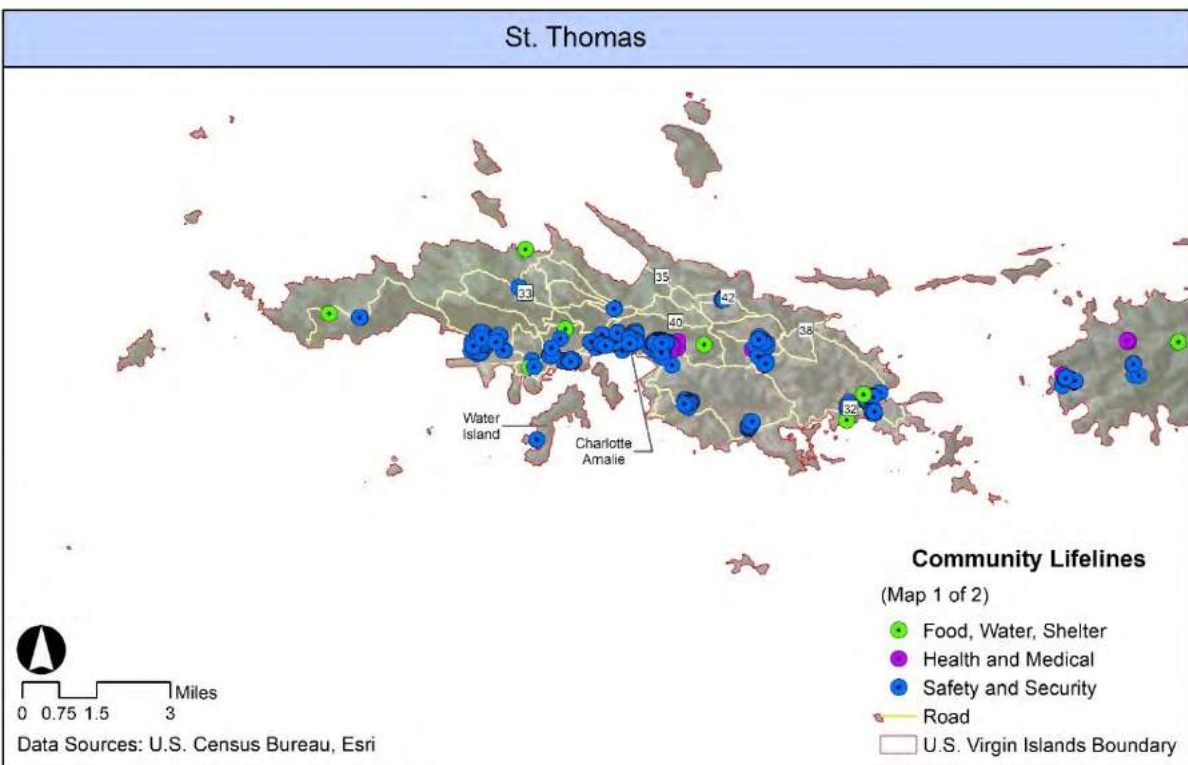 St. Thomas
35
33
42
40
38
32
Water
Island
Charlotte
Amalie
Community Lifelines
(Map 1 of 2)
Food, Water, Shelter
Health and Medical
Safety and Security
Road
U.S. Virgin Islands Boundary
Miles
0 0.75 1.5 3
Data Sources: U.S. Census Bureau, Esri